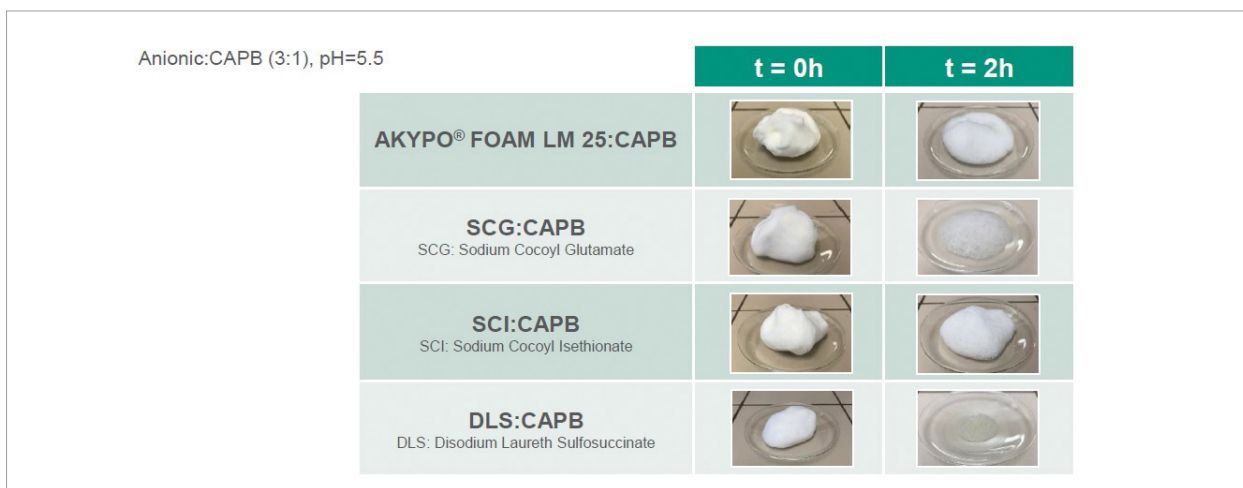 Anionic:CAPB (3:1), pH=5.5
t = 0h
t = 2h
AKYPO® FOAM LM 25:CAPB
SCG:CAPB
SCG: Sodium Cocoyl Glutamate
SCI:CAPB
SCI: Sodium Cocoyl Isethionate
DLS:CAPB
DLS: Disodium Laureth Sulfosuccinate